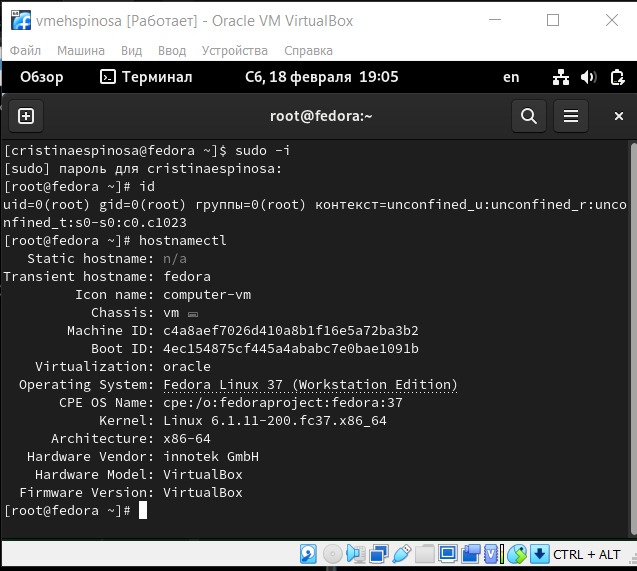 vmehspinosa [Работает] - Oracle VM VirtualBox
Файл Машина Вид Ввод Устройства Справка
Обзор Терминал Сб, 18 февраля 19:05 en
root@fedora:~
[cristinaespinosa@fedora ~]$ sudo -i
[sudo] пароль для cristinaespinosa:
[root@fedora ~]# id
uid=0(root) gid=0(root) группы=0(root) контекст=unconfined_u:unconfined_r:unco
nfined_t:s0-s0:c0.c1023
[root@fedora ~]# hostnamectl
Static hostname: n/a
Transient hostname: fedora
Icon name: computer-vm
Chassis: vm
Machine ID: c4a8aef7026d410a8b1f16e5a72ba3b2
Boot ID: 4ec154875cf445a4ababc7e0bae1091b
Virtualization: oracle
Operating System: Fedora Linux 37 (Workstation Edition)
CPE OS Name: cpe:/o:fedoraproject:fedora:37
Kernel: Linux 6.1.11-200.fc37.x86_64
Architecture: x86-64
Hardware Vendor: innotek GmbH
Hardware Model: VirtualBox
Firmware Version: VirtualBox
[root@fedora ~]#
CTRL + ALT